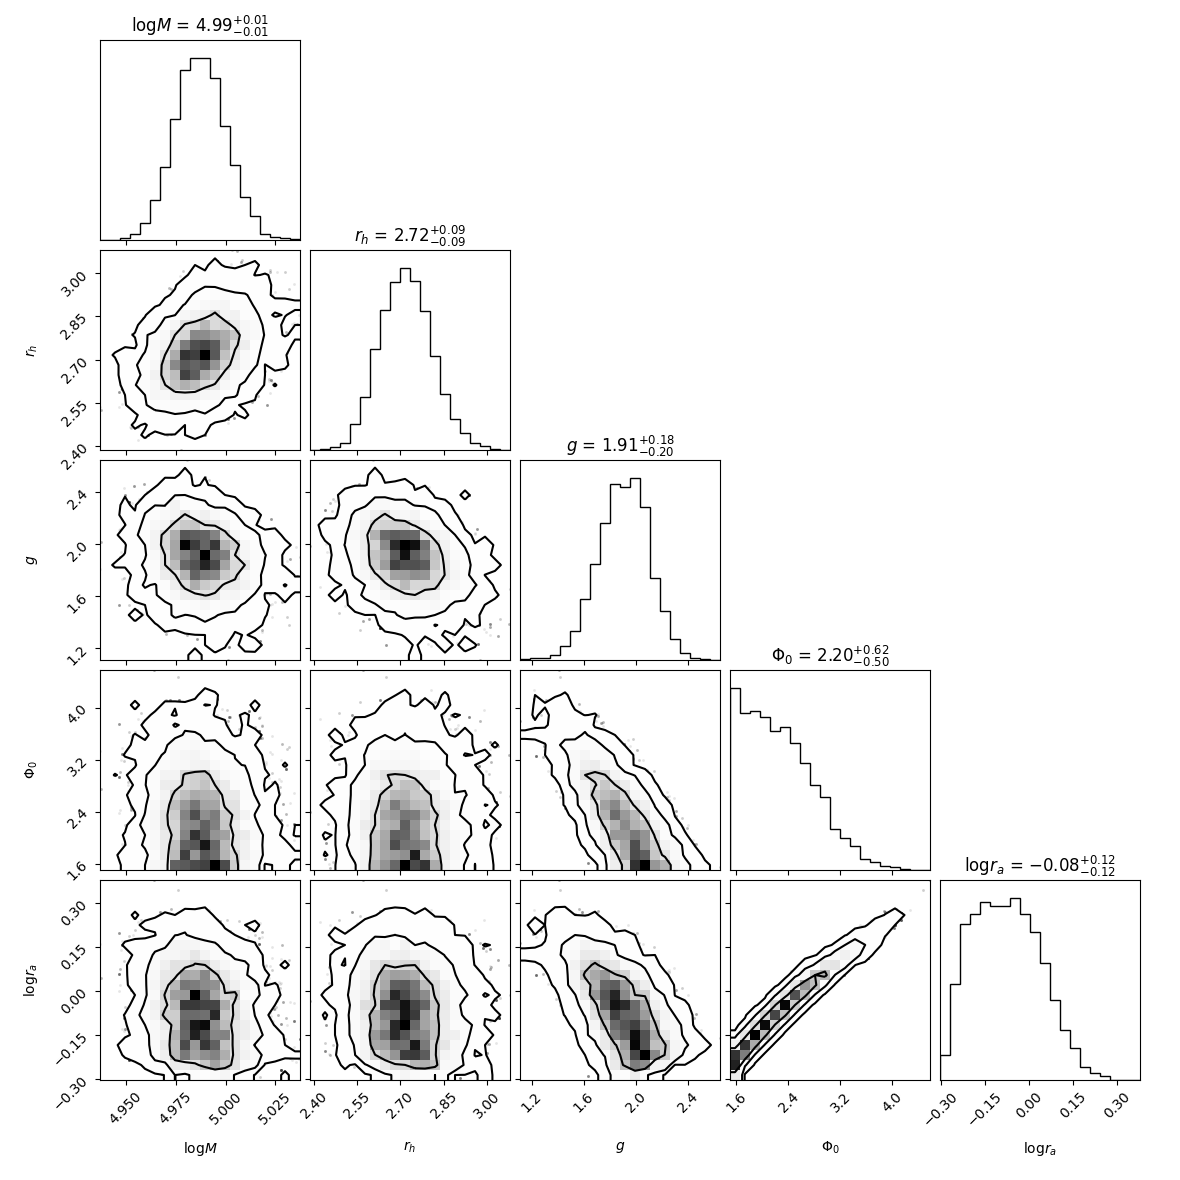 logM = 4.99+0.01−0.01
rh = 2.72+0.09−0.09
3.00
2.85
2.70
2.55
2.40
rh
g = 1.91+0.18−0.20
2.4
2.0
1.6
1.2
g
Φ0 = 2.20+0.62−0.50
4.0
3.2
2.4
1.6
Φ0
logra = −0.08+0.12−0.12
0.30
0.15
0.00
−0.15
−0.30
logra
4.950 4.975 5.000 5.025 2.40 2.55 2.70 2.85 3.00 1.2 1.6 2.0 2.4 1.6 2.4 3.2 4.0 −0.30 −0.15 0.00 0.15 0.30
logM rh g Φ0 logra